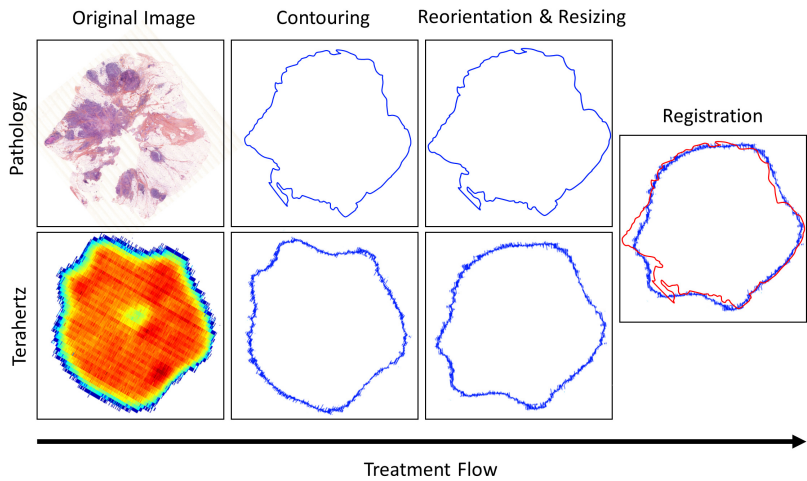 Original Image
Contouring
Reorientation & Resizing
Pathology
Registration
Terahertz
Treatment Flow